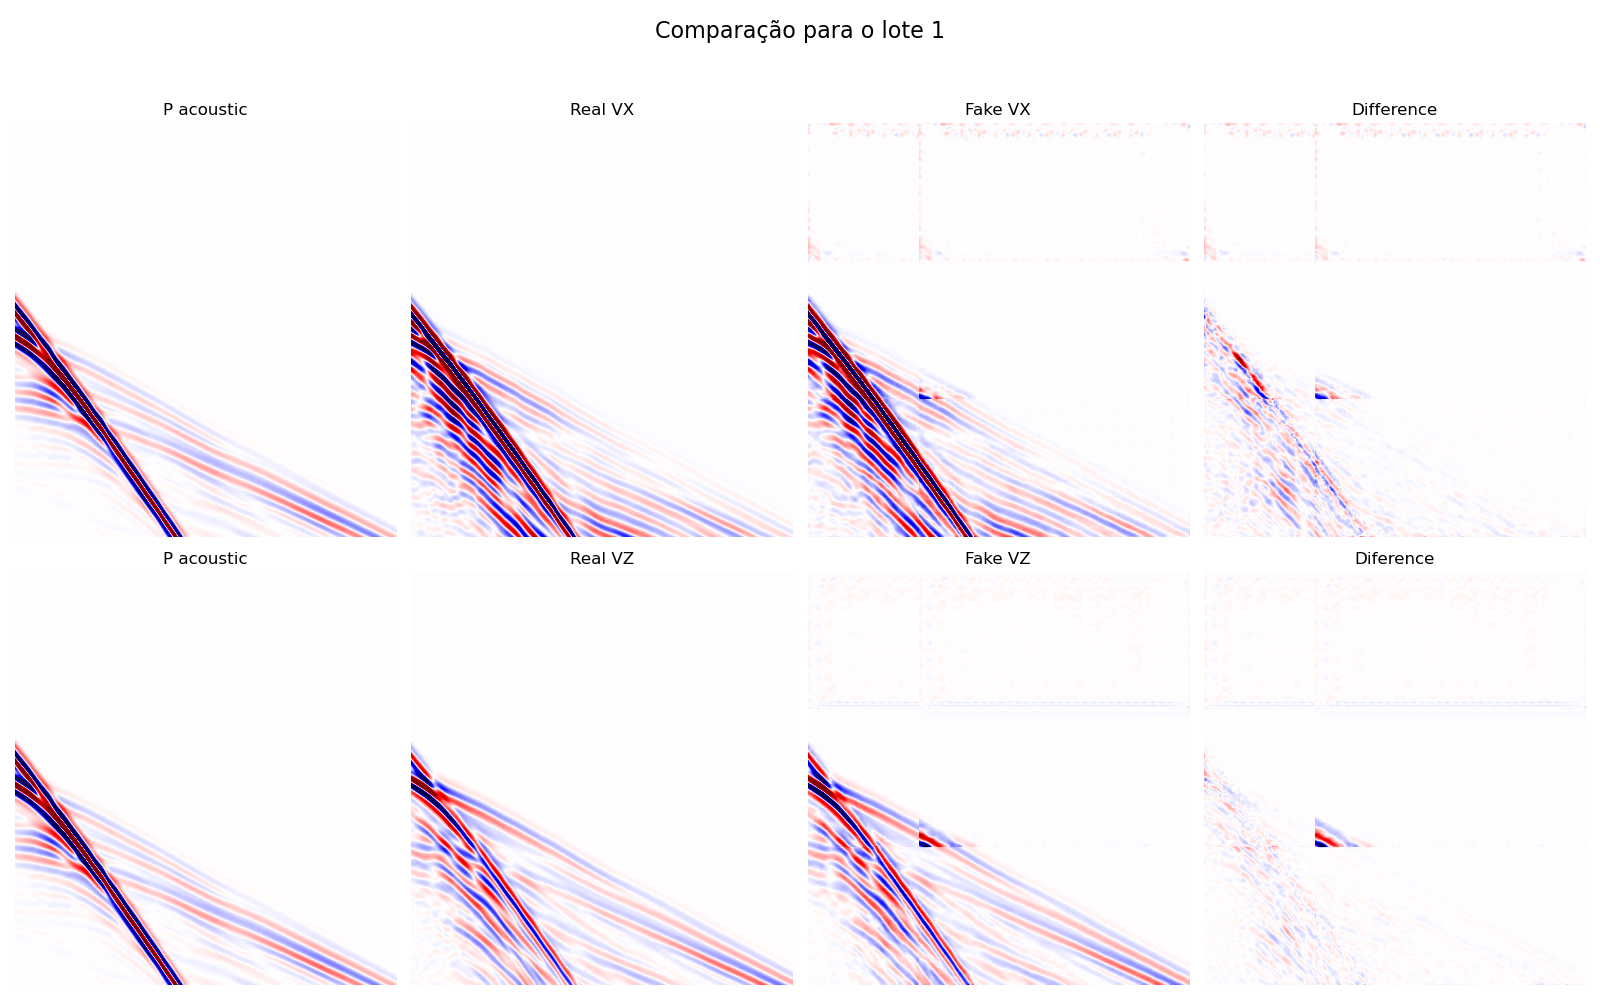 Comparação para o lote 1
P acoustic
Real VX
Fake VX
Difference
P acoustic
Real VZ
Fake VZ
Diference